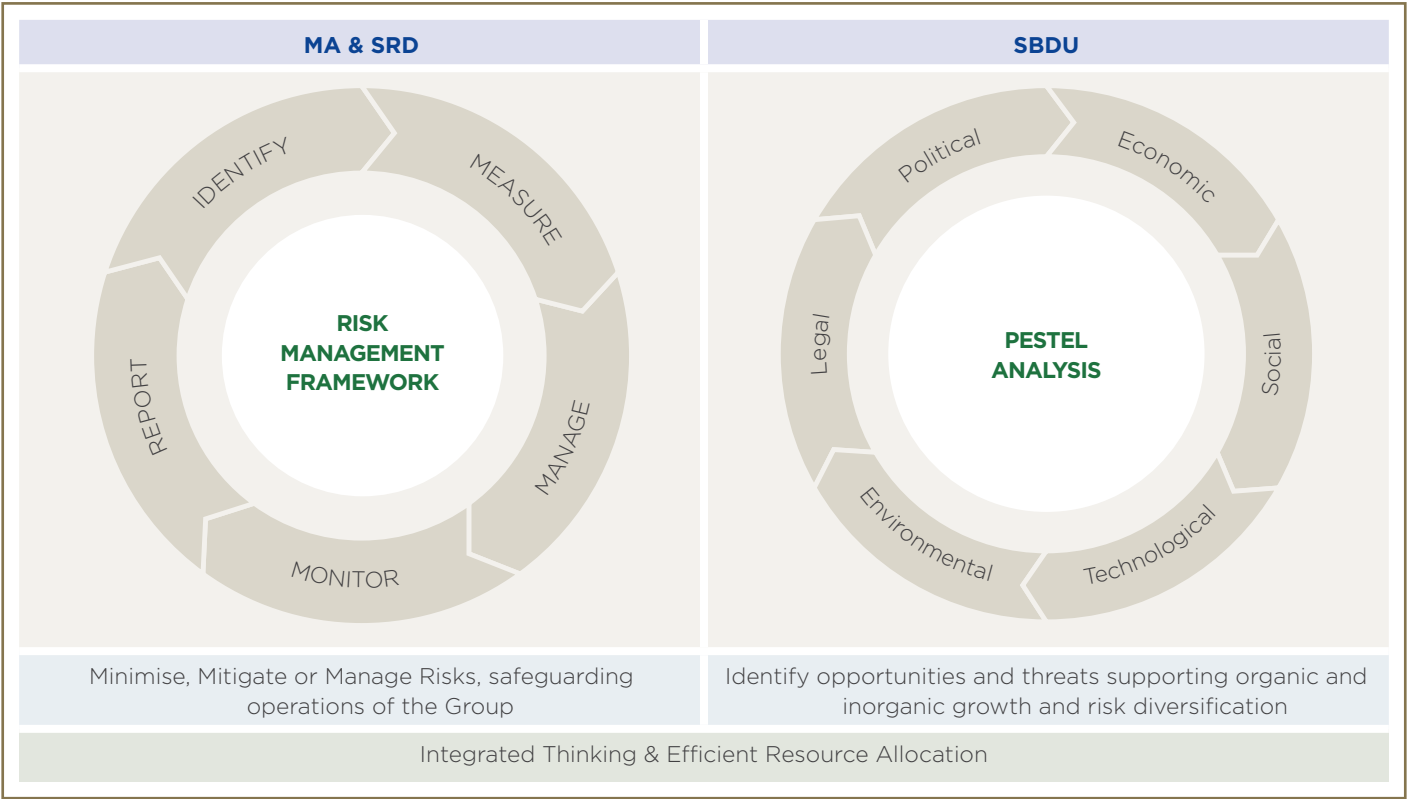 MA & SRD
IDENTIFY
MEASURE
MANAGE
MONITOR
REPORT
RISK
MANAGEMENT
FRAMEWORK
Minimise, Mitigate or Manage Risks, safeguarding
operations of the Group
SBDU
Political
Economic
Social
Technological
Environmental
Legal
PESTEL
ANALYSIS
Identify opportunities and threats supporting organic and
inorganic growth and risk diversification
Integrated Thinking & Efficient Resource Allocation